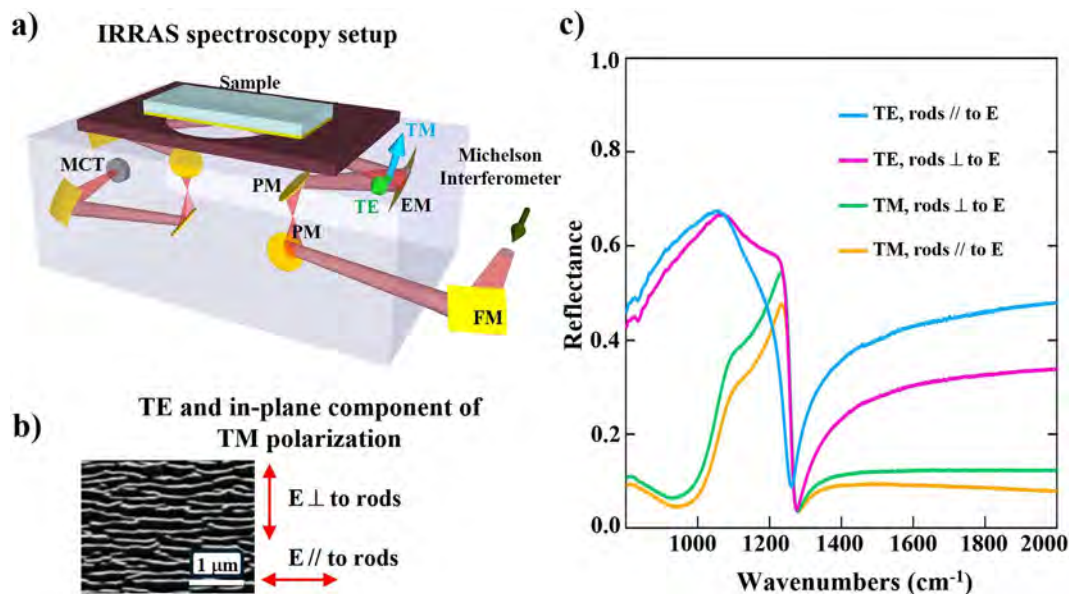 a)
IRRAS spectroscopy setup
Sample
TM
MCT
PM
Michelson
Interferometer
TE
EM
PM
FM
b)
TE and in-plane component of
TM polarization
E ⊥ to rods
E // to rods
1 μm
c)
1.0
0.8
0.6
0.4
0.2
0.0
Reflectance
TE, rods // to E
TE, rods ⊥ to E
TM, rods ⊥ to E
TM, rods // to E
1000 1200 1400 1600 1800 2000
Wavenumbers (cm⁻¹)